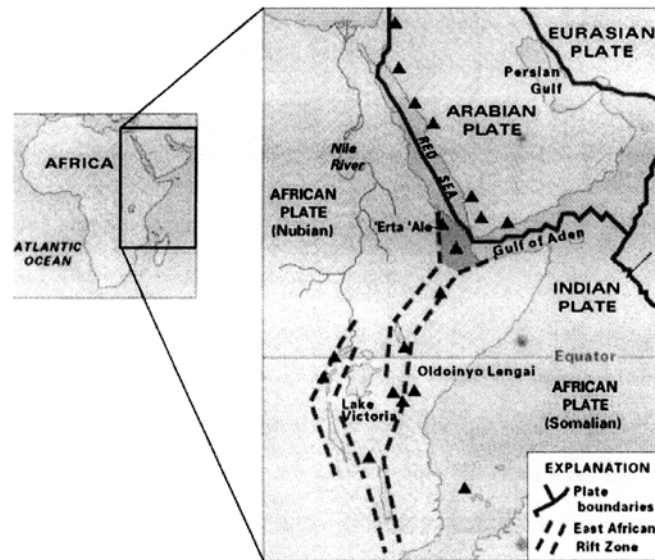 AFRICA
ATLANTIC
OCEAN
EURASIAN
PLATE
Persian
Gulf
ARABIAN
PLATE
Nile
River
RED SEA
AFRICAN
PLATE
(Nubian)
'Erta 'Ale
Gulf of Aden
INDIAN
PLATE
Equator
Oldoinyo Lengai
AFRICAN
PLATE
(Somalian)
Lake
Victoria
EXPLANATION
Plate
boundaries
East African
Rift Zone